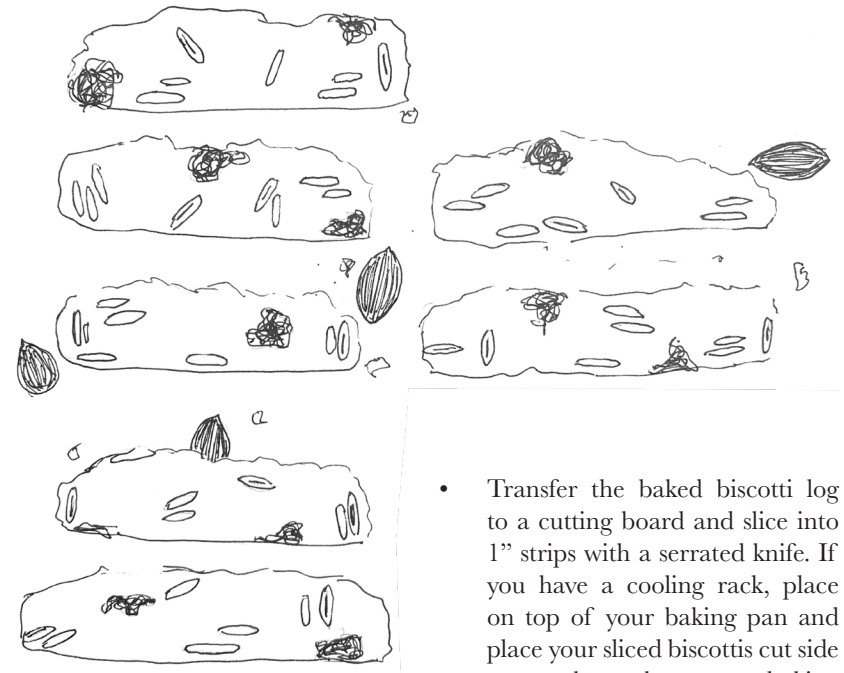 • Transfer the baked biscotti log
to a cutting board and slice into
1” strips with a serrated knife. If
you have a cooling rack, place
on top of your baking pan and
place your sliced biscottis cut side